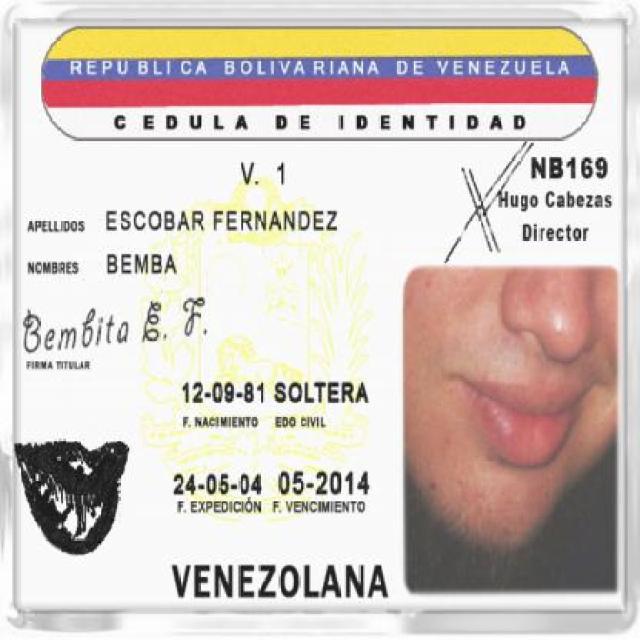 REPUBLICA BOLIVARIANA DE VENEZUELA
CEDULA DE IDENTIDAD
V. 1
NB169
Hugo Cabezas
Director
APELLIDOS ESCOBAR FERNANDEZ
NOMBRES BEMBA
Bembita E. F.
FIRMA TITULAR
12-09-81 SOLTERA
F. NACIMIENTO EDO CIVIL
24-05-04 05-2014
F. EXPEDICIÓN F. VENCIMIENTO
VENEZOLANA